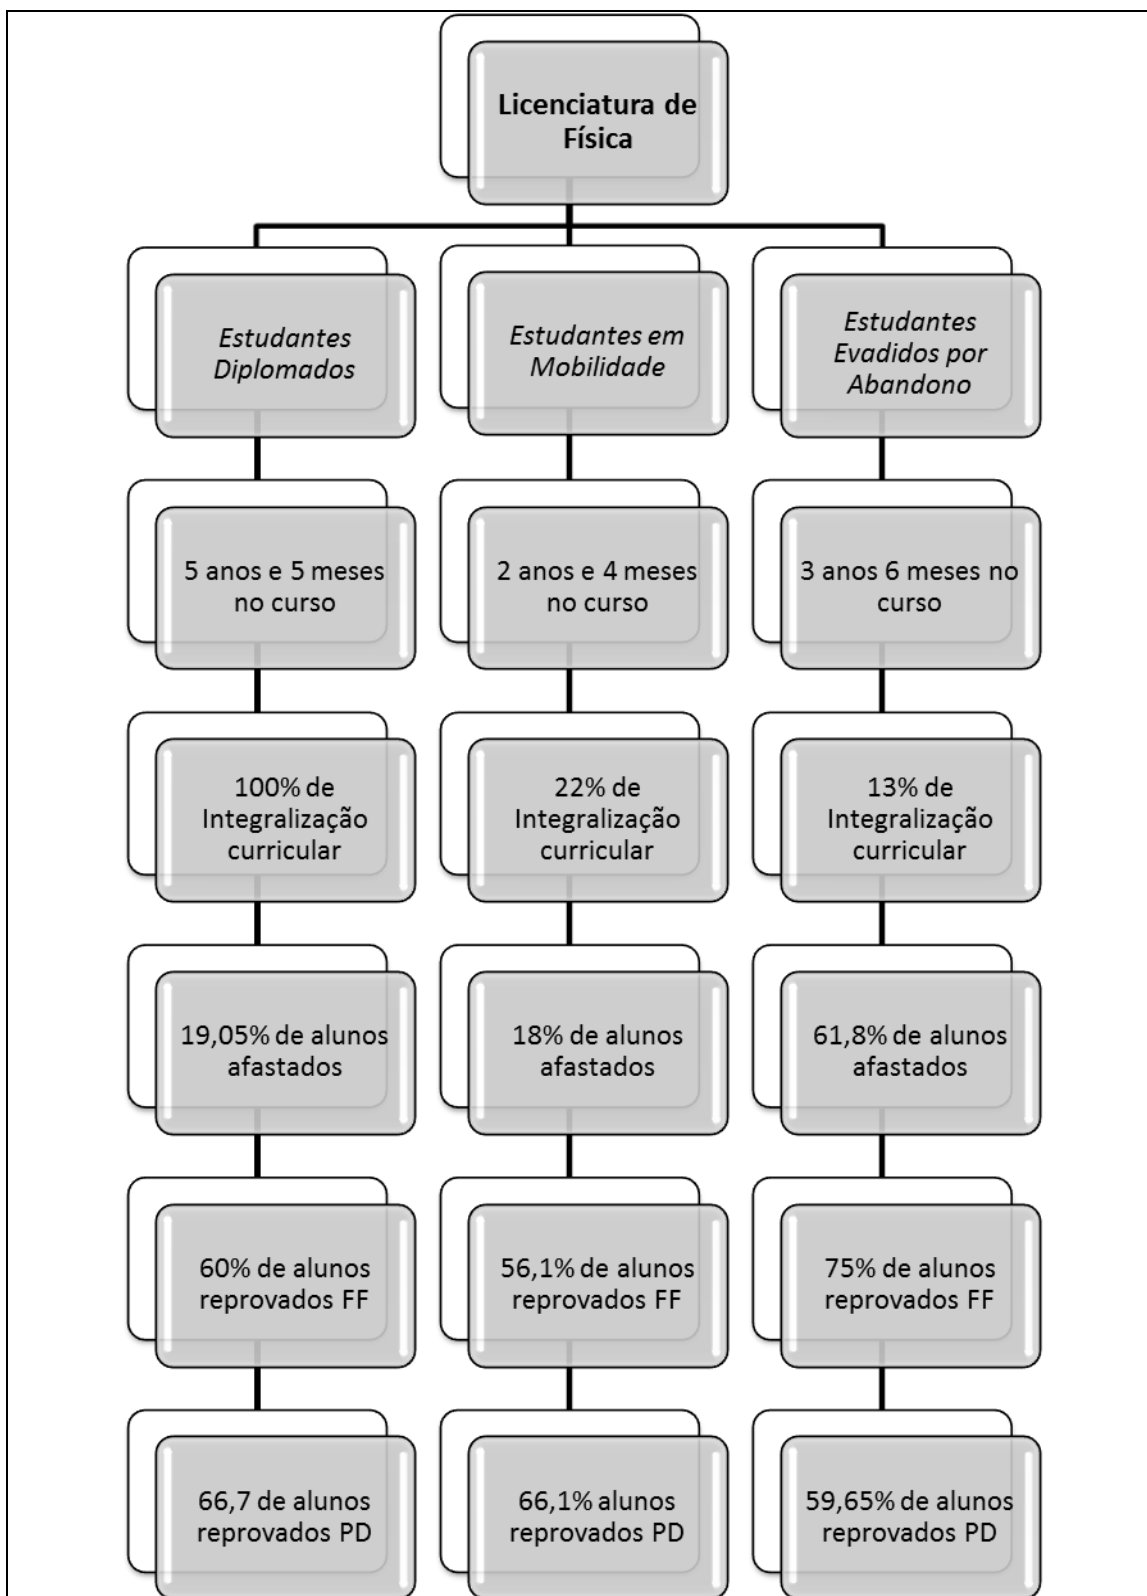 Licenciatura de
Física
Estudantes
Diplomados
Estudantes em
Mobilidade
Estudantes
Evadidos por
Abandono
5 anos e 5 meses
no curso
2 anos e 4 meses
no curso
3 anos 6 meses no
curso
100% de
Integralização
curricular
22% de
Integralização
curricular
13% de
Integralização
curricular
19,05% de alunos
afastados
18% de alunos
afastados
61,8% de alunos
afastados
60% de alunos
reprovados FF
56,1% de alunos
reprovados FF
75% de alunos
reprovados FF
66,7 de alunos
reprovados PD
66,1% alunos
reprovados PD
59,65% de alunos
reprovados PD